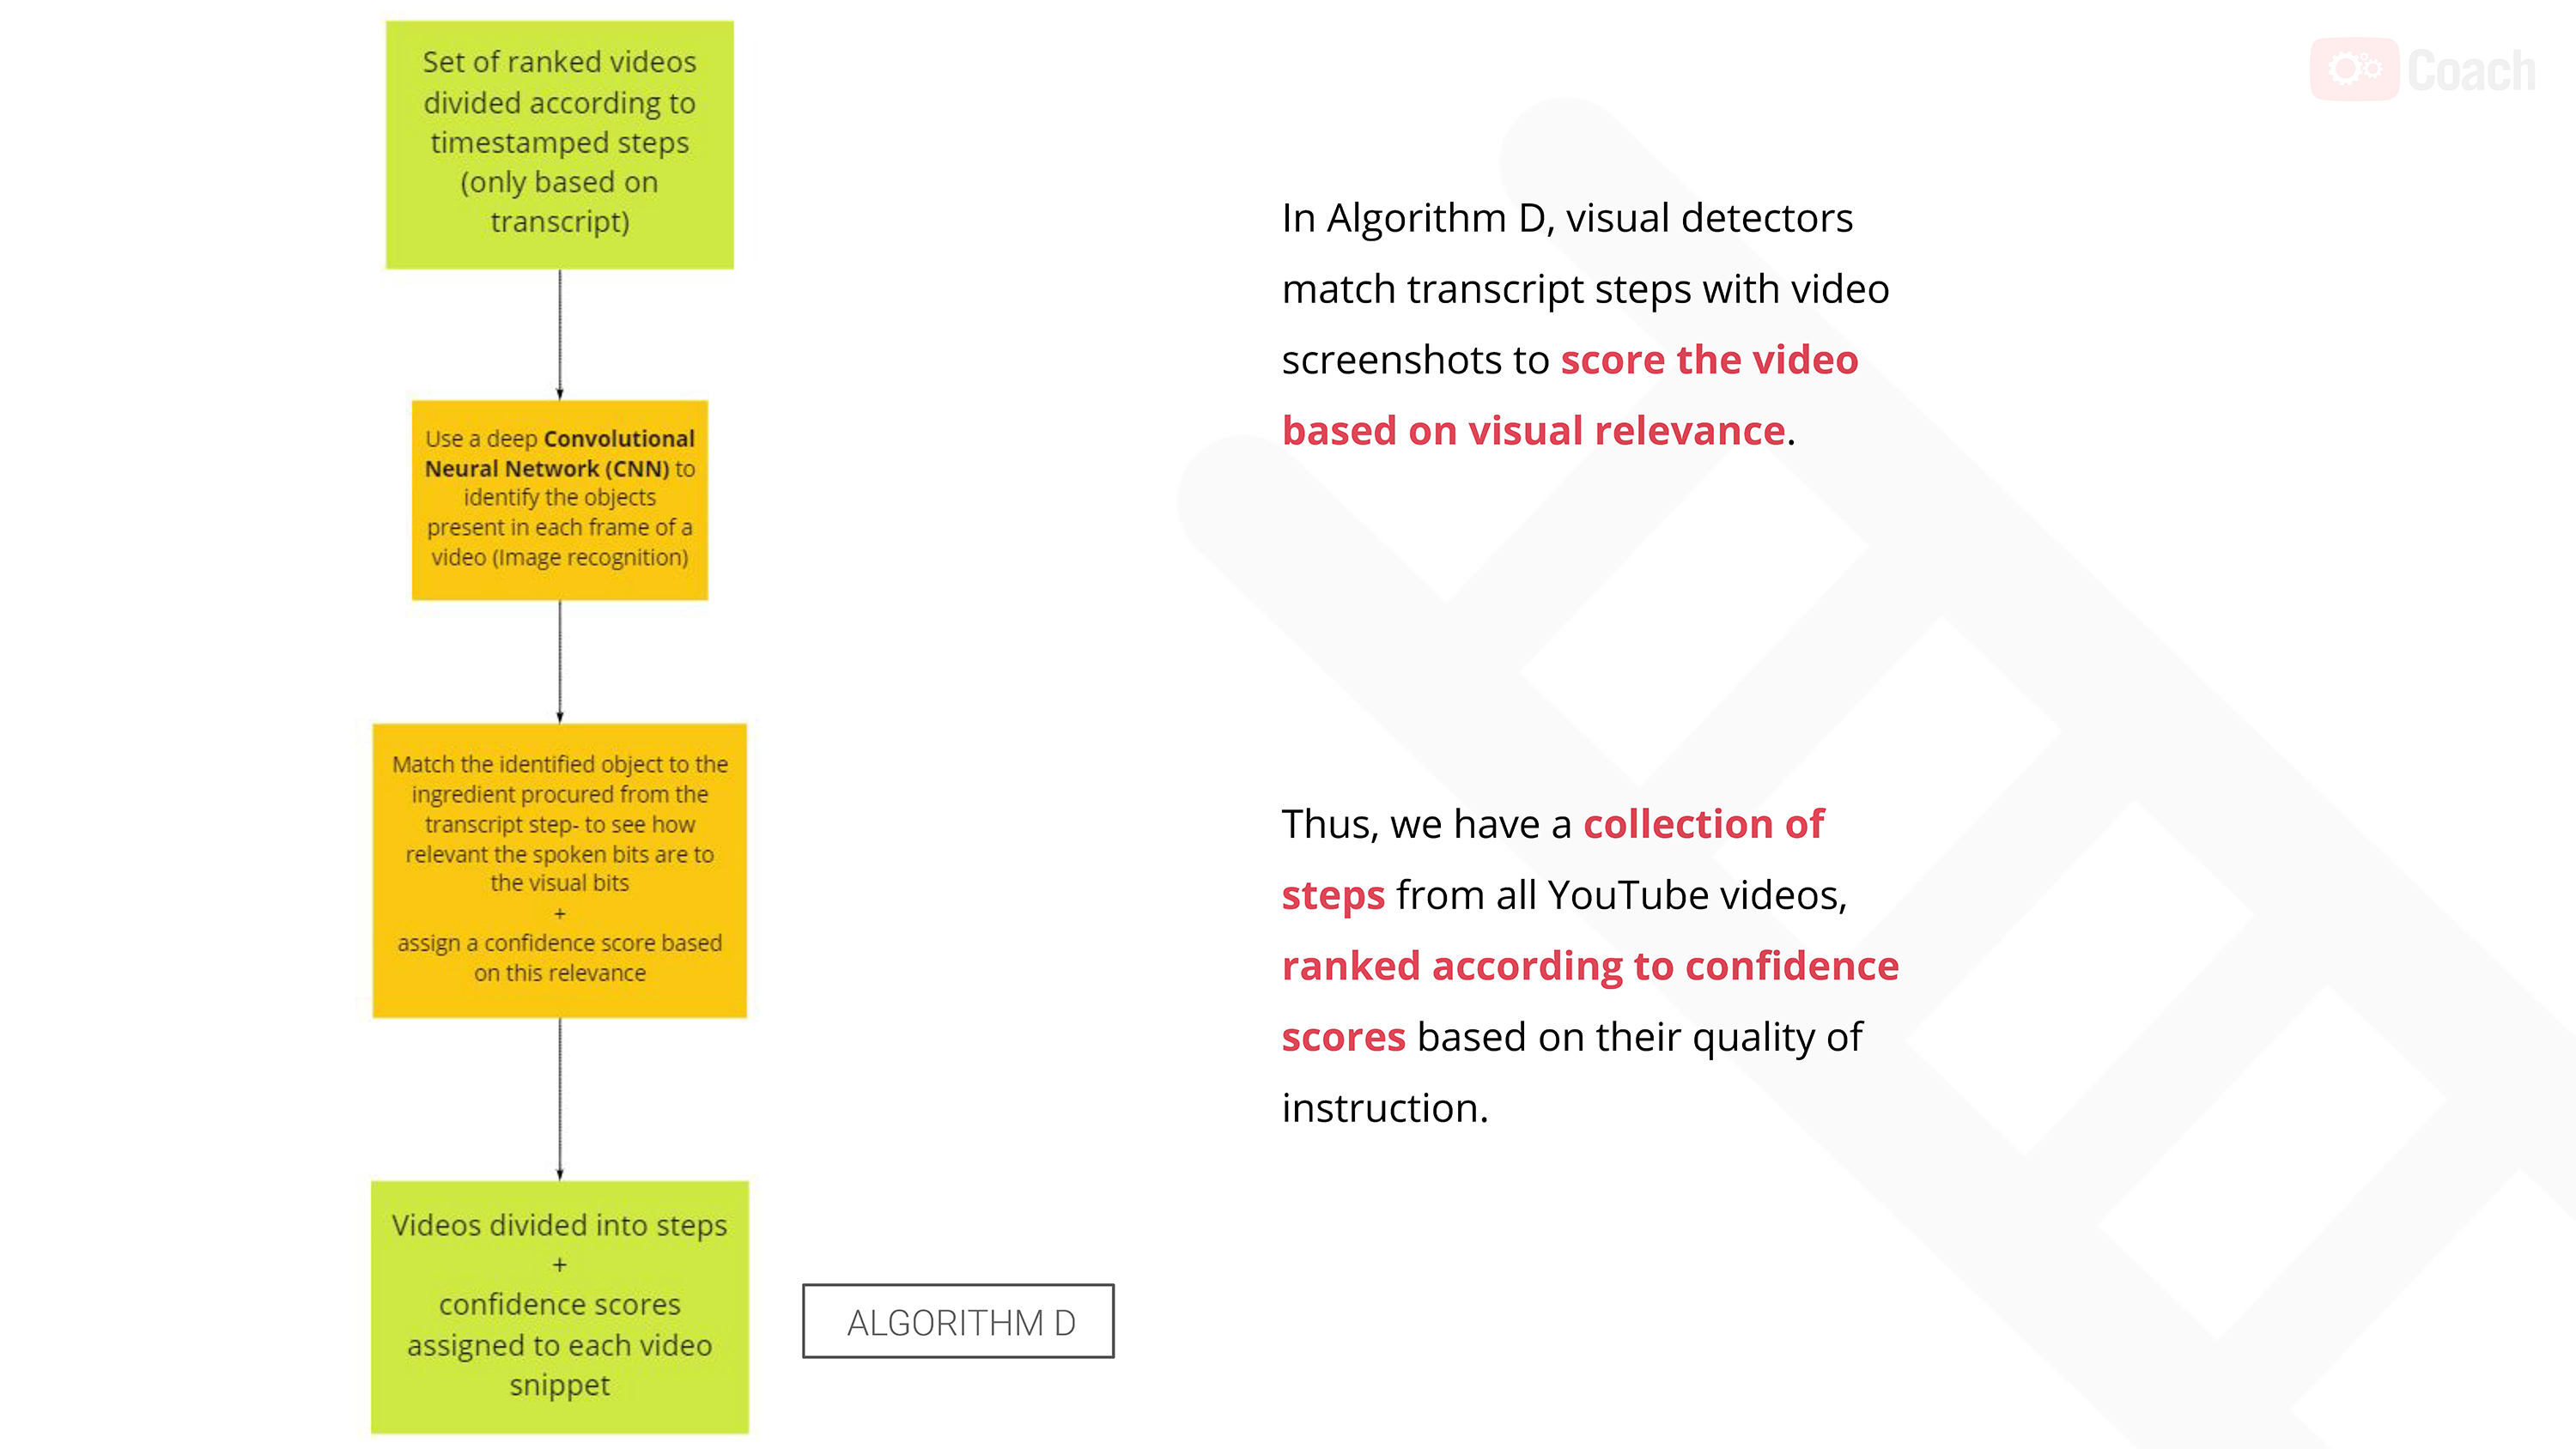 Set of ranked videos
divided according to
timestamped steps
(only based on
transcript)
Use a deep Convolutional
Neural Network (CNN) to
identify the objects
present in each frame of a
video (Image recognition)
Match the identified object to the
ingredient procured from the
transcript step- to see how
relevant the spoken bits are to
the visual bits
+
assign a confidence score based
on this relevance
Videos divided into steps
+
confidence scores
assigned to each video
snippet
ALGORITHM D
Coach
In Algorithm D, visual detectors
match transcript steps with video
screenshots to score the video
based on visual relevance.
Thus, we have a collection of
steps from all YouTube videos,
ranked according to confidence
scores based on their quality of
instruction.